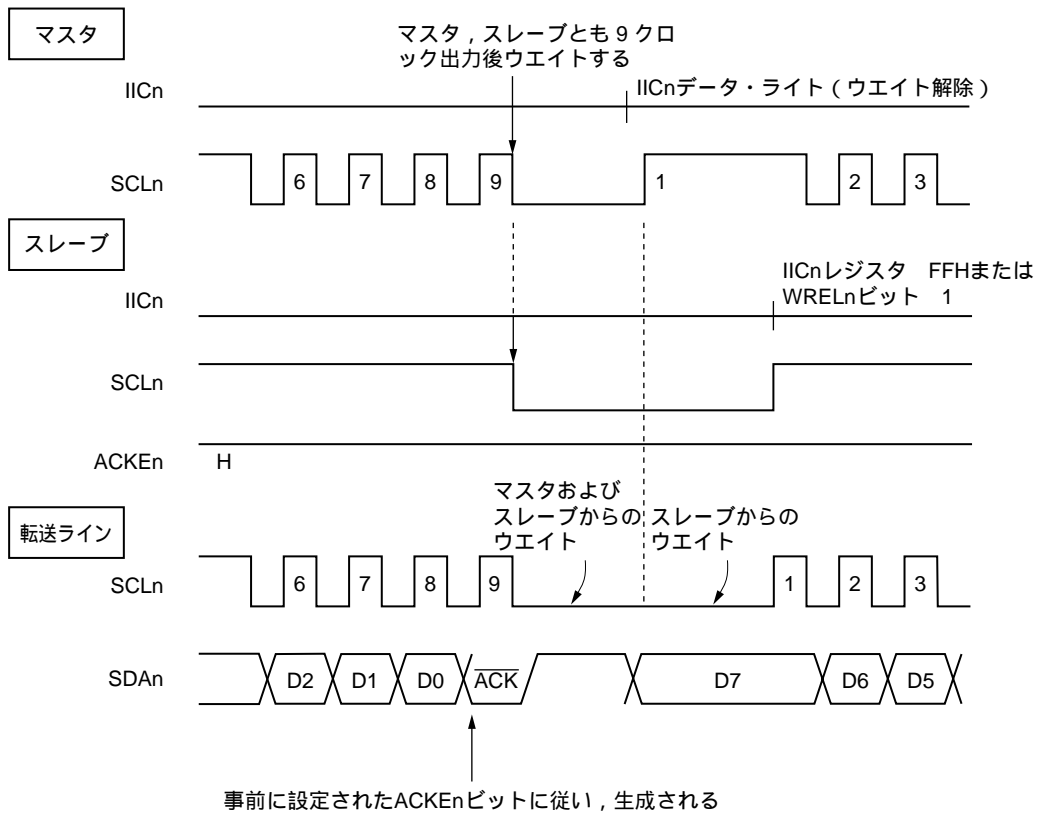 マスタ
マスタ，スレーブとも９クロ
ック出力後ウエイトする
IICn
IICnデータ・ライト（ウエイト解除）
SCLn
6 7 8 9 1 2 3
スレーブ
IICnレジスタ　FFHまたは
WRELnビット　1
IICn
SCLn
ACKEn H
マスタおよび
スレーブからの
ウエイト
スレーブからの
ウエイト
転送ライン
SCLn
6 7 8 9 1 2 3
SDAn
D2 D1 D0 ACK D7 D6 D5
事前に設定されたACKEnビットに従い，生成される